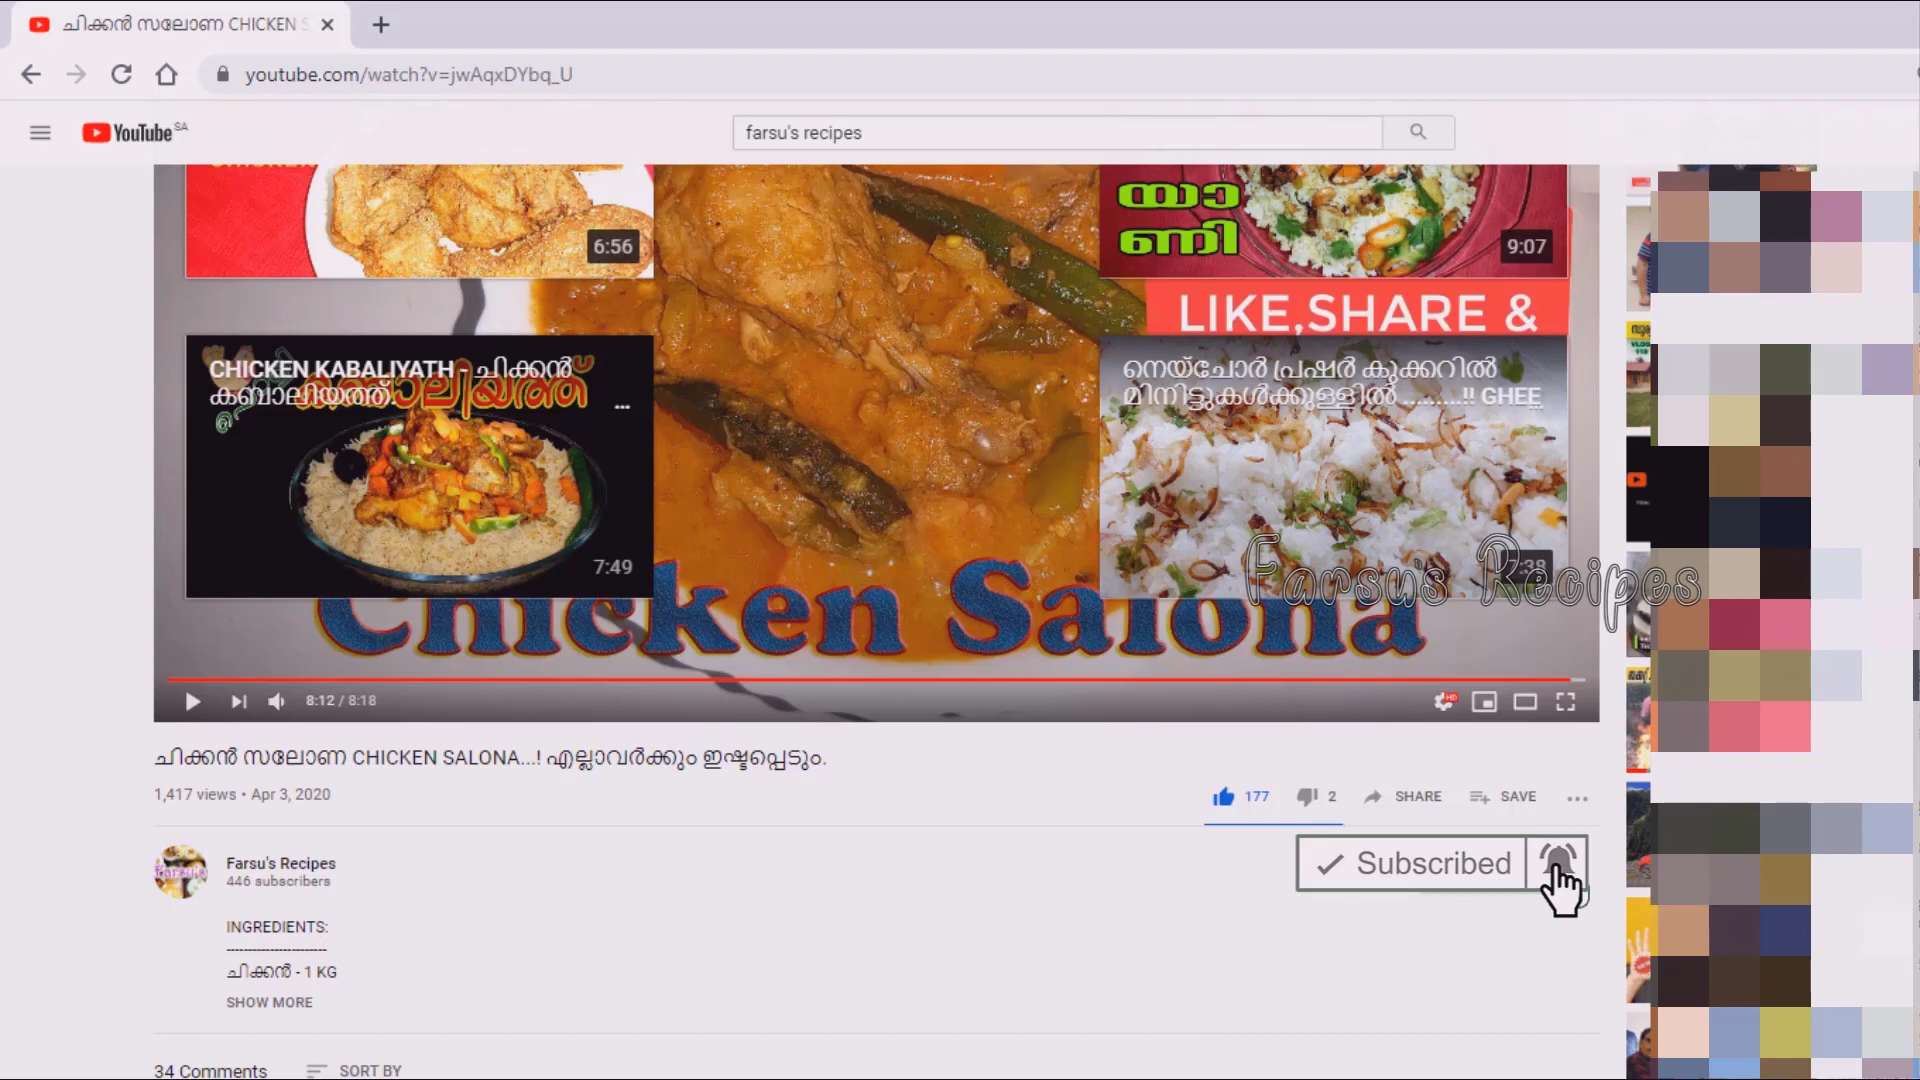 ചിക്കൻ സലോണ CHICKEN
youtube.com/watch?v=jwAqxDYbq_U
YouTube SA
farsu's recipes
6:56
യാ
ണി
9:07
LIKE,SHARE &
CHICKEN KABALIYATH - ചിക്കൻ
കബാലിയത്ത്.
7:49
നെയ്ചോർ പ്രഷർ കുക്കറിൽ
മിനിട്ടുകൾക്കുള്ളിൽ .........!! GHEE
...
Farsu's Recipes
Chicken Salona
8:12 / 8:18
HD
ചിക്കൻ സലോണ CHICKEN SALONA...! എല്ലാവർക്കും ഇഷ്ടപ്പെടും.
1,417 views • Apr 3, 2020
177
2
SHARE
SAVE
Farsu's Recipes
446 subscribers
Subscribed
INGREDIENTS:
-----------------------
ചിക്കൻ - 1 KG
SHOW MORE
34 Comments
SORT BY